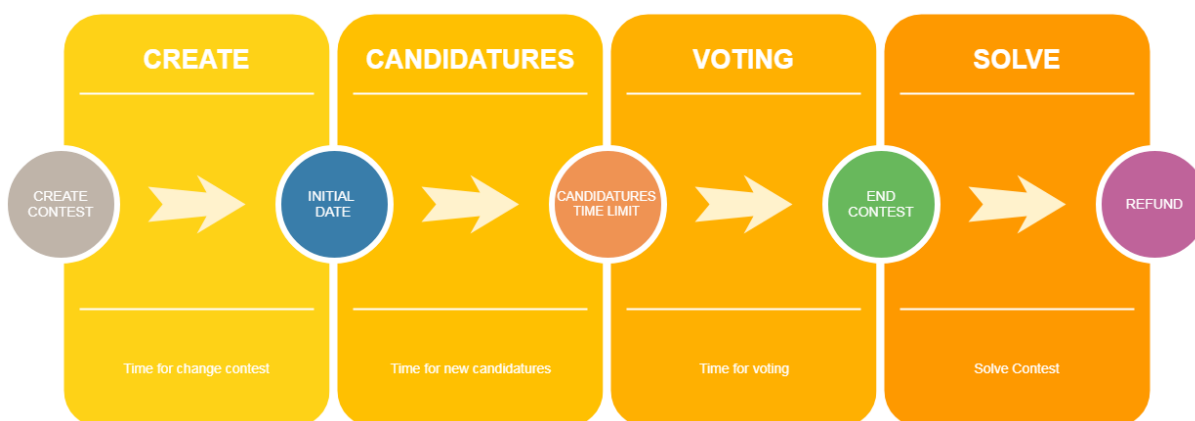 CREATE
CANDIDATURES
VOTING
SOLVE
CREATE
CONTEST
INITIAL
DATE
CANDIDATURES
TIME LIMIT
END
CONTEST
REFUND
Time for change contest
Time for new candidatures
Time for voting
Solve Contest